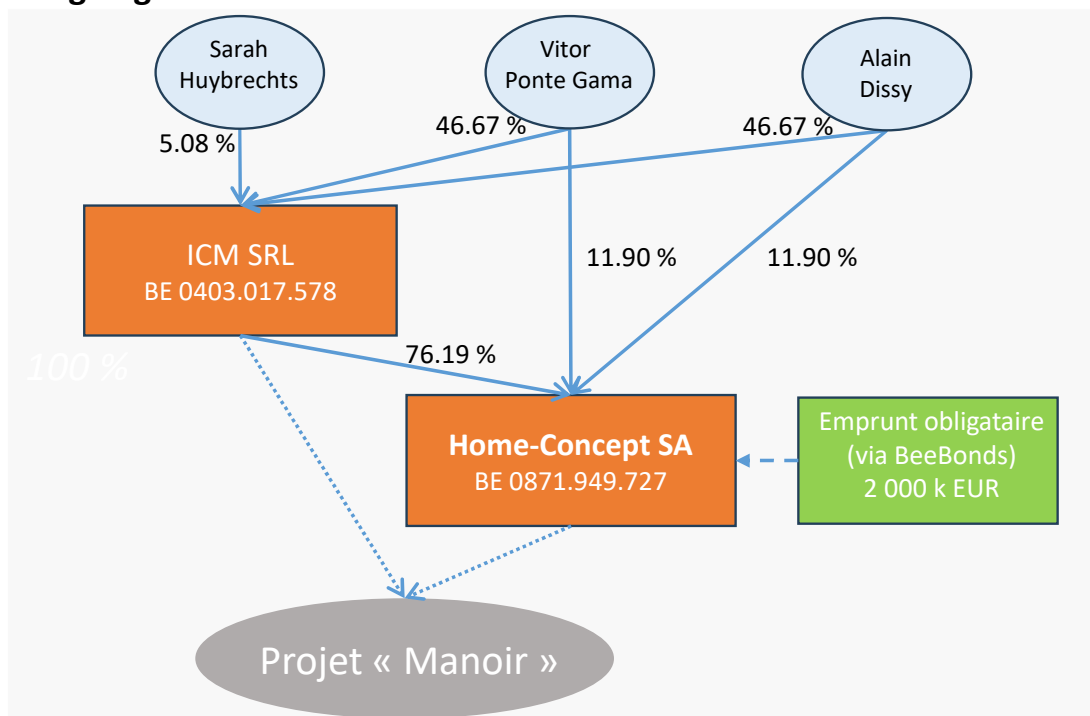 Sarah
Huybrechts
Vitor
Ponte Gama
Alain
Dissy
5.08 %
46.67 %
46.67 %
ICM SRL
BE 0403.017.578
11.90 %
11.90 %
100 %
76.19 %
Home-Concept SA
BE 0871.949.727
Emprunt obligataire
(via BeeBonds)
2 000 k EUR
Projet « Manoir »